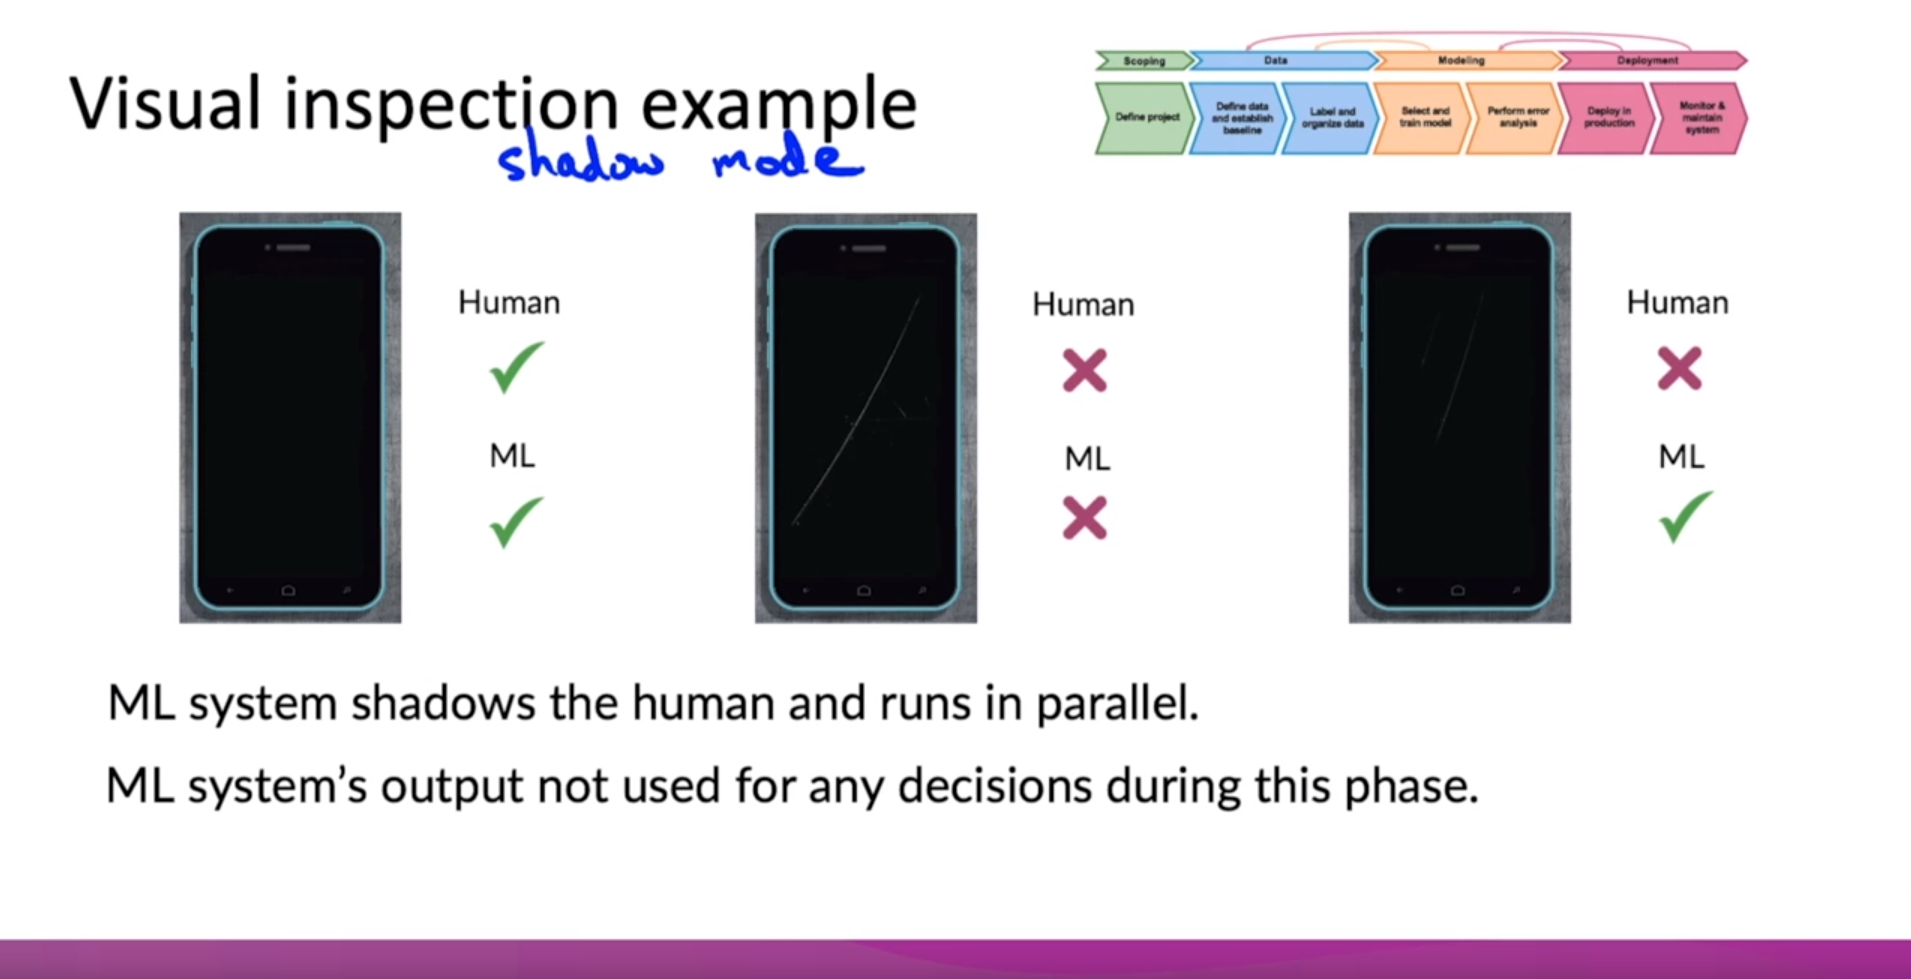 Visual inspection example
shadow mode
Scoping
Data
Modeling
Deployment
Define project
Define data
and establish
baseline
Label and
organize data
Select and
train model
Perform error
analysis
Deploy in
production
Monitor &
maintain
system
Human
ML
Human
ML
Human
ML
ML system shadows the human and runs in parallel.
ML system’s output not used for any decisions during this phase.